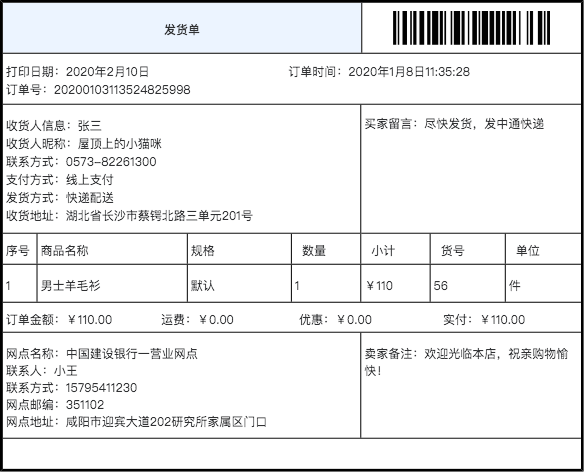 发货单
打印日期：2020年2月10日 订单时间：2020年1月8日11:35:28
订单号：20200103113524825998
收货人信息：张三
收货人昵称：屋顶上的小猫咪
联系方式：0573-82261300
支付方式：线上支付
发货方式：快递配送
收货地址：湖北省长沙市蔡锷北路三单元201号
买家留言：尽快发货，发中通快递
序号 商品名称 规格 数量 小计 货号 单位
1 男士羊毛衫 默认 1 ￥110 56 件
订单金额：￥110.00 运费：￥0.00 优惠：￥0.00 实付：￥110.00
网点名称：中国建设银行一营业网点
联系人：小王
联系方式：15795411230
网点邮编：351102
网点地址：咸阳市迎宾大道202研究所家属区门口
卖家备注：欢迎光临本店，祝亲购物愉
快！